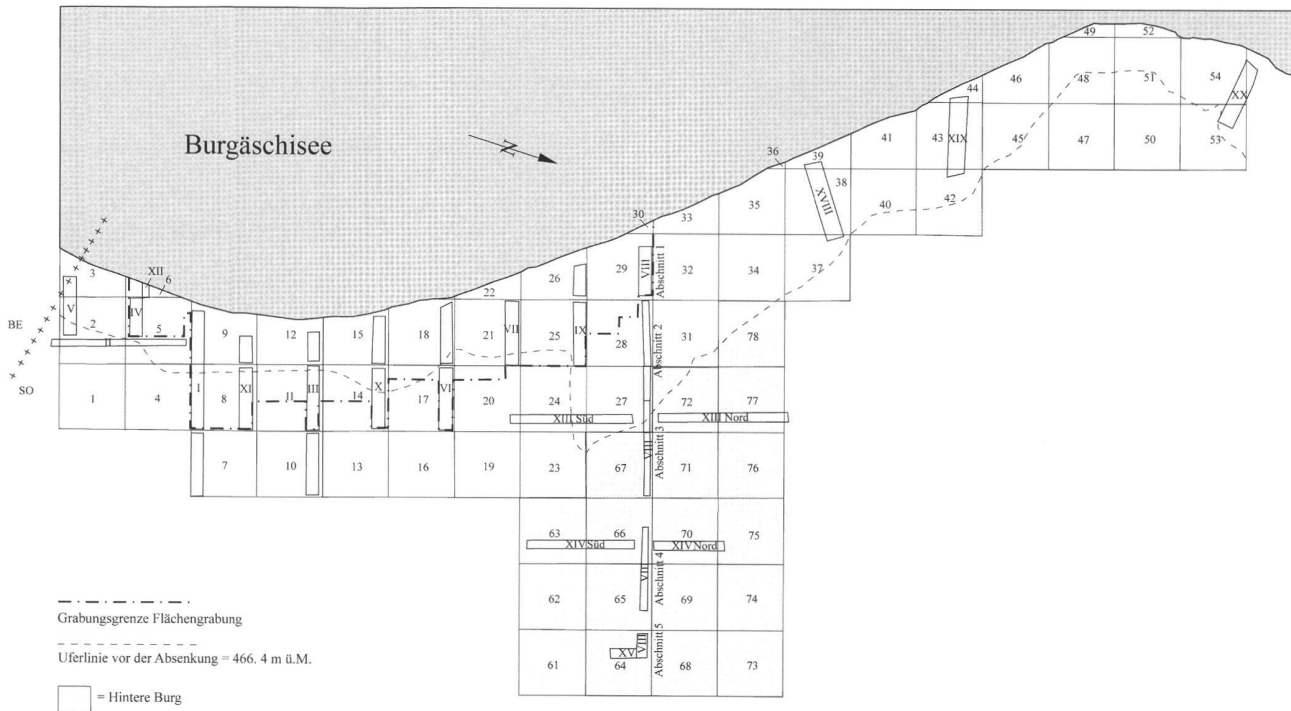 49 52
46 48 51 54
XX
44
Burgäschisee
N
41 43 XIX 45 47 50 53
36 39
38
XVIII
35 40 42
30 33
3 XII 6
26 29 VIII Abschnitt 1 32 34 37
22
BE 2 V IV 5 9 12 15 18 21 VII 25 IX 28 Abschnitt 2 31 78
II
SO
1 4 I 8 XI 11 III 14 X 17 VI 20 24 27 72 77
XIII Süd XIII Nord
7 10 13 16 19 23 67 VIII Abschnitt 3 71 76
63 66 70 75
XIV Süd XIV Nord
62 65 VIII Abschnitt 4 69 74
61 XV 64 VIII Abschnitt 5 68 73
Grabungsgrenze Flächengrabung
Uferlinie vor der Absenkung = 466. 4 m ü.M.
= Hintere Burg